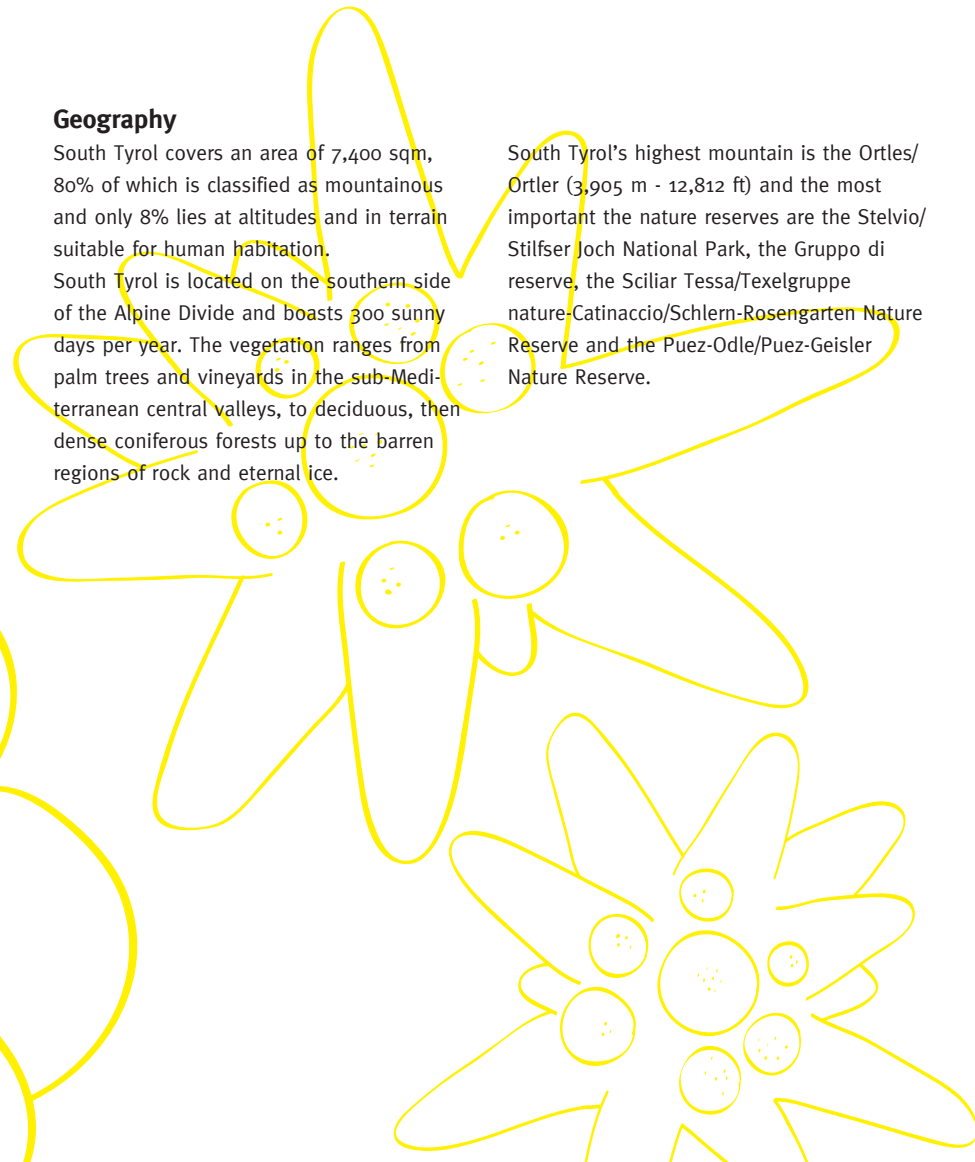 Geography
South Tyrol covers an area of 7,400 sqm,
80% of which is classified as mountainous
and only 8% lies at altitudes and in terrain
suitable for human habitation.
South Tyrol is located on the southern side
of the Alpine Divide and boasts 300 sunny
days per year. The vegetation ranges from
palm trees and vineyards in the sub-Medi-
terranean central valleys, to deciduous, then
dense coniferous forests up to the barren
regions of rock and eternal ice.
South Tyrol's highest mountain is the Ortles/
Ortler (3,905 m - 12,812 ft) and the most
important the nature reserves are the Stelvio/
Stilfser Joch National Park, the Gruppo di
reserve, the Sciliar Tessa/Texelgruppe
nature-Catinaccio/Schlern-Rosengarten Nature
Reserve and the Puez-Odle/Puez-Geisler
Nature Reserve.